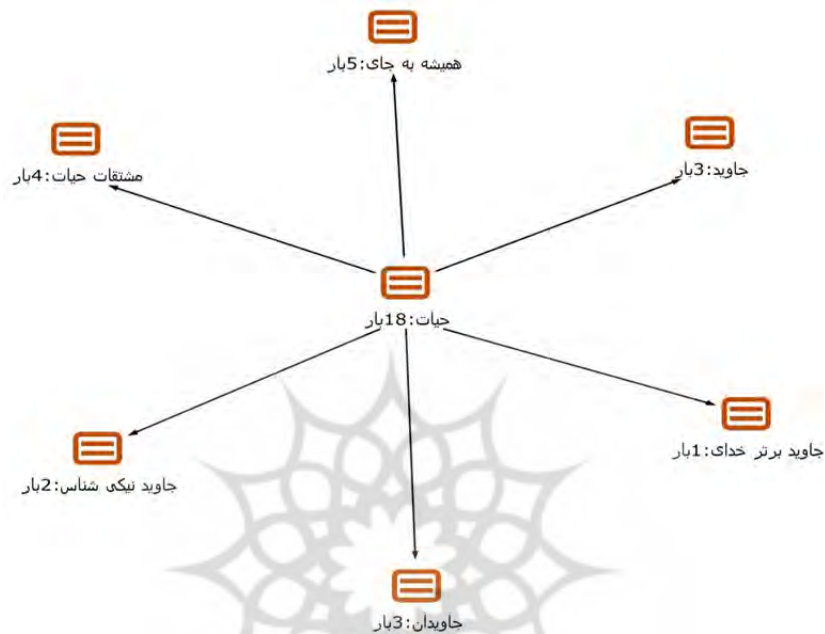 همیشه به جای:5بار
جاوید:3بار
مشتقات حیات:4بار
حیات:18بار
جاوید برتر خدای:1بار
جاوید نیکی شناس:2بار
جاویدان:3بار